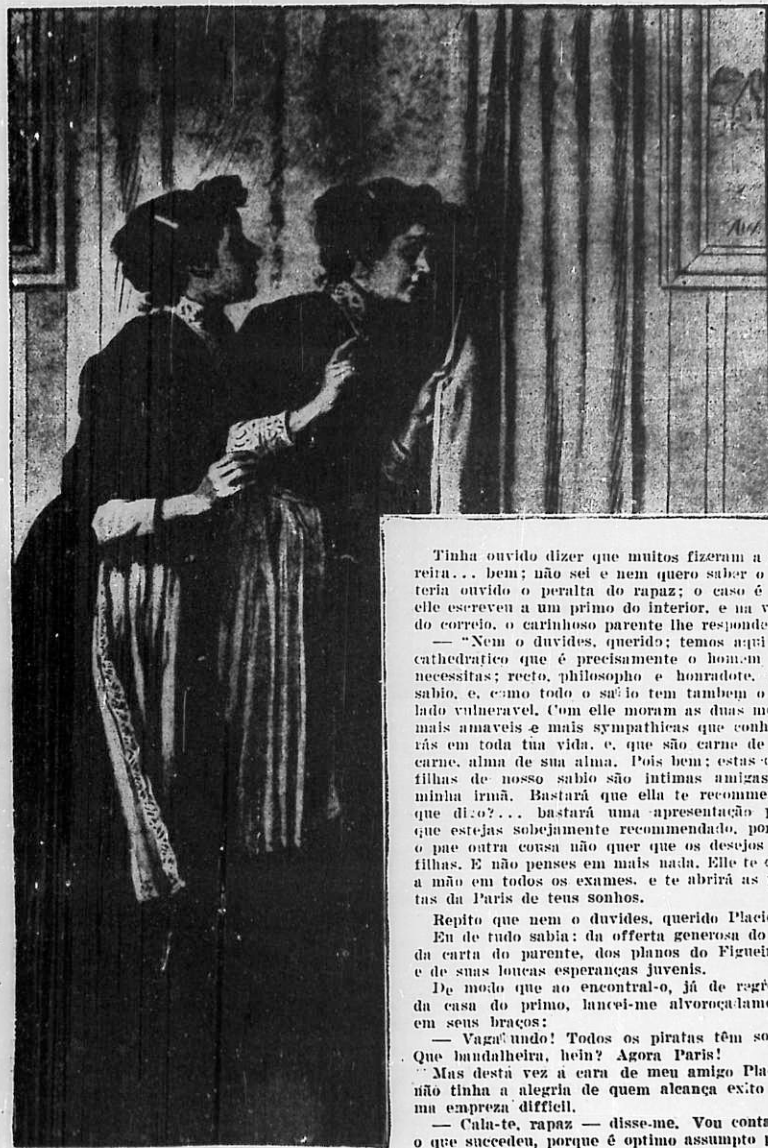 Tinha ouvido dizer que muitos fizeram a
reira... bem; não sei e nem quero saber o
teria ouvido o peralta do rapaz; o caso é
elle escreveu a um primo do interior, e na v
do correio, o carinhoso parente lhe responde
— "Nem o duvides, querido; temos aqui
cathedratico que é precisamente o homem
necessitas; recto, philosopho e honradote.
sabio, e, como todo o sabio tem tambem o
lado vulneravel. Com elle moram as duas m
mais amaveis e mais sympathicas que conh
rás em toda tua vida, e, que são carne de
carne, alma de sua alma. Pois bem; estas
filhas de nosso sabio são intimas amigas
minha irmã. Bastará que ella te recomme
que digo?... bastará uma apresentação p
que estejas sobejamente recommendado, por
o pae outra cousa não quer que os desejos
filhas. E não penses em mais nada. Elle te
a mão em todos os exames, e te abrirá as
tas da Paris de teus sonhos.
Repito que nem o duvides, querido Placi
Eu de tudo sabia: da offerta generosa do
da carta do parente, dos planos do Figuei
e de suas loucas esperanças juvenis.
De modo que ao encontral-o, já de regr
da casa do primo, lancei-me alvoroçadam
em seus braços:
— Vagabundo! Todos os piratas têm so
Que bandalheira, hein? Agora Paris!
Mas desta vez a cara de meu amigo Pla
não tinha a alegria de quem alcança exito
ma empreza difficil.
— Cala-te, rapaz — disse-me. Vou conta
o que succedeu, porque é optimo assumpto